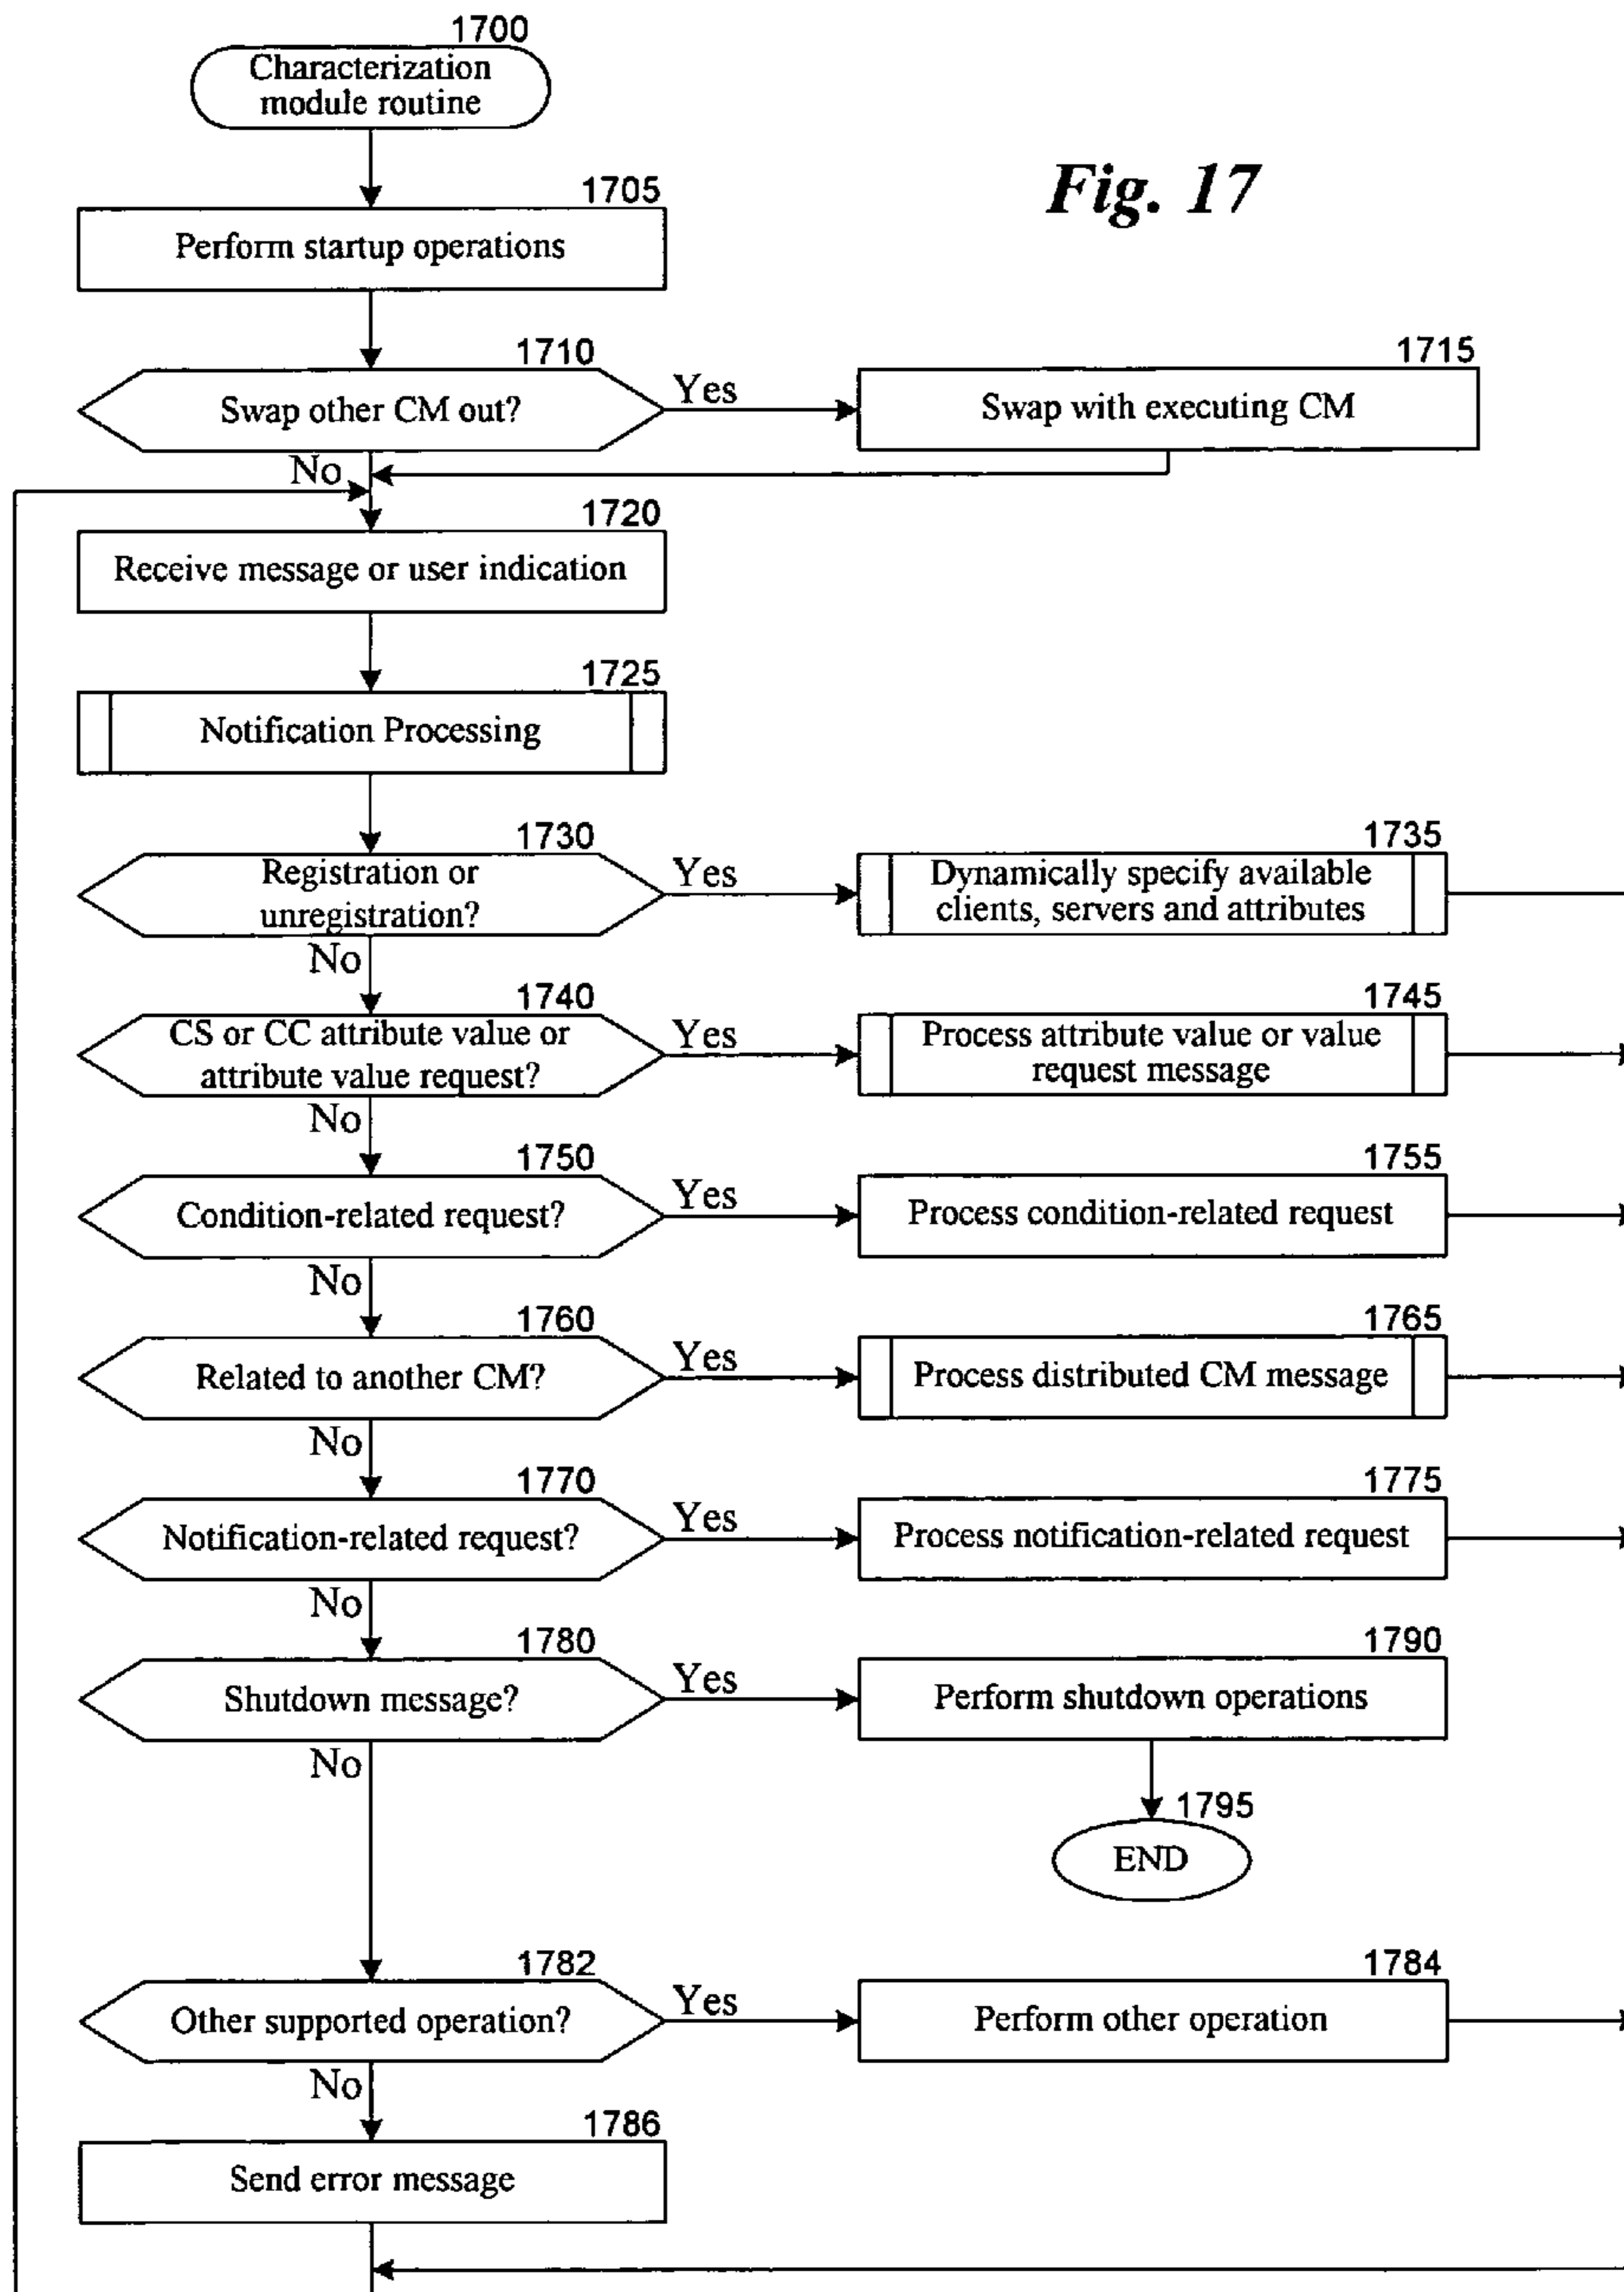 1700
Characterization
module routine
Fig. 17
1705
Perform startup operations
1710
Swap other CM out?
Yes
1715
Swap with executing CM
No
1720
Receive message or user indication
1725
Notification Processing
1730
Registration or
unregistration?
Yes
1735
Dynamically specify available
clients, servers and attributes
No
1740
CS or CC attribute value or
attribute value request?
Yes
1745
Process attribute value or value
request message
No
1750
Condition-related request?
Yes
1755
Process condition-related request
No
1760
Related to another CM?
Yes
1765
Process distributed CM message
No
1770
Notification-related request?
Yes
1775
Process notification-related request
No
1780
Shutdown message?
Yes
1790
Perform shutdown operations
No
1795
END
1782
Other supported operation?
Yes
1784
Perform other operation
No
1786
Send error message